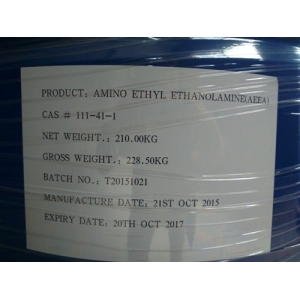 PRODUCT: AMINO ETHYL ETHANOLAMINE(AEEA)
CAS # 111-41-1
NET WEIGHT.: 210.00KG
GROSS WEIGHT.: 228.50KG
BATCH NO.: T20151021
MANUFACTURE DATE: 21ST OCT 2015
EXPIRY DATE: 20TH OCT 2017